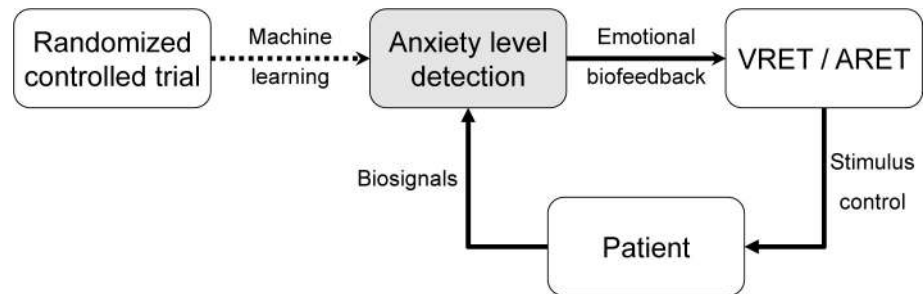 Randomized
controlled trial
Machine
learning
Anxiety level
detection
Emotional
biofeedback
VRET / ARET
Biosignals
Stimulus
control
Patient